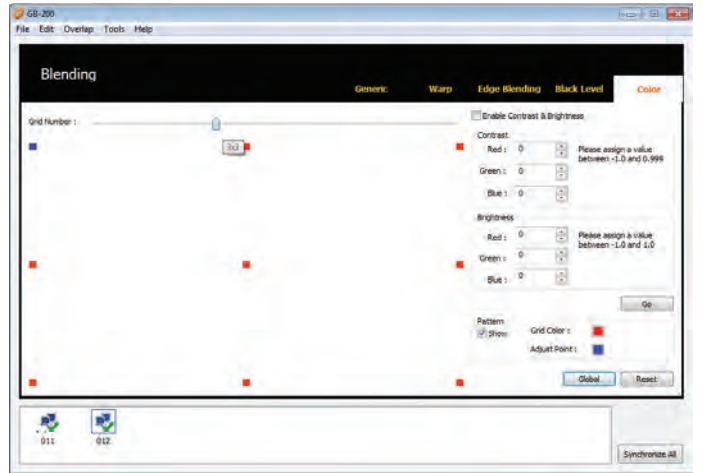 GB-200
File Edit Overlap Tools Help
Blending
Generic Warp Edge Blending Black Level Color
Grid Number :
3x3
Enable Contrast & Brightness
Contrast
Red : 0
Please assign a value
between -1.0 and 0.999
Green : 0
Blue : 0
Brightness
Red : 0
Please assign a value
between -1.0 and 1.0
Green : 0
Blue : 0
Go
Pattern
Show
Grid Color :
Adjust Point :
Global Reset
011 012
Synchronize All